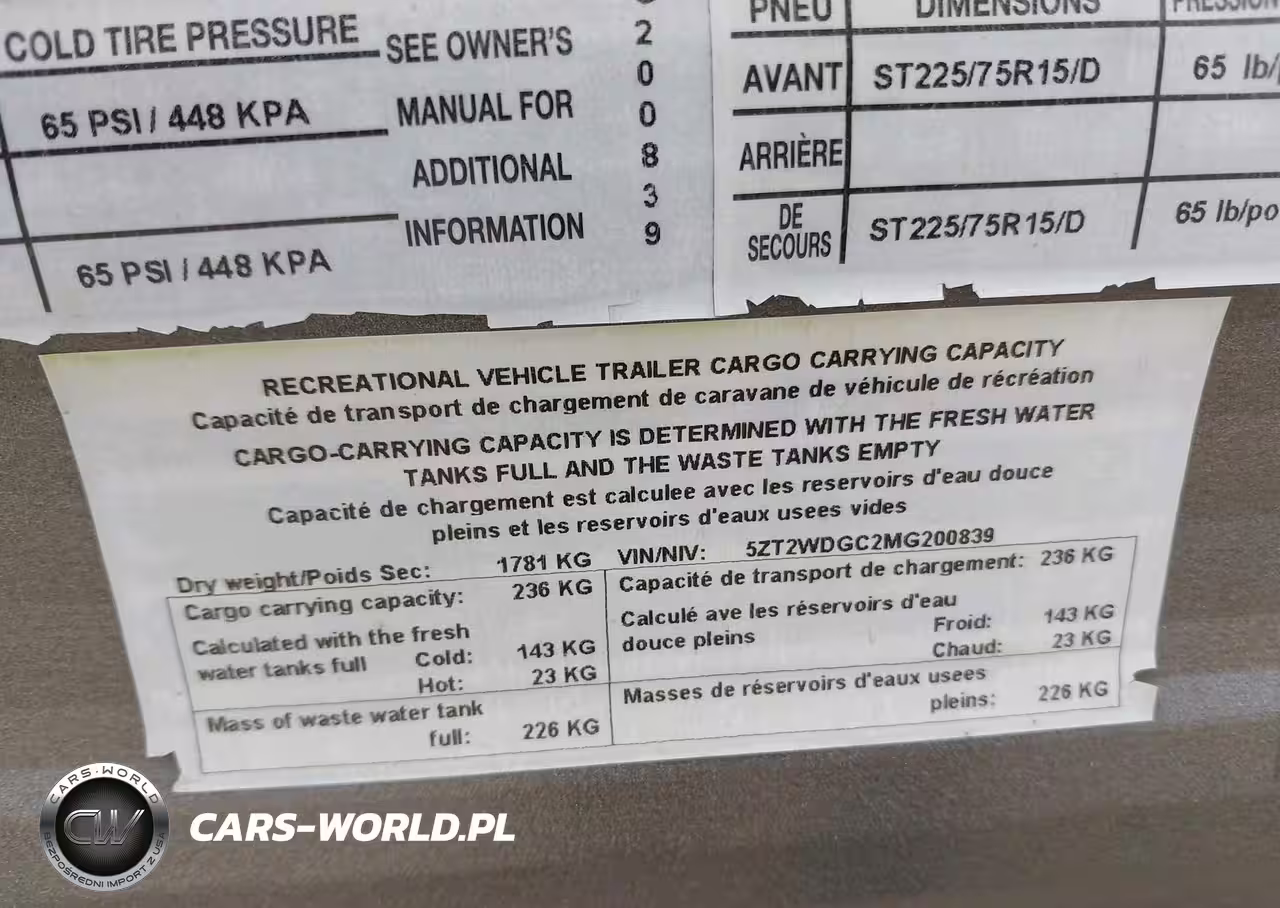 COLD TIRE PRESSURE
65 PSI / 448 KPA
65 PSI / 448 KPA
SEE OWNER'S
MANUAL FOR
ADDITIONAL
INFORMATION
2
0
0
8
3
9
PNEU DIMENSIONS PRESSION
AVANT ST225/75R15/D 65 lb/
ARRIÈRE
DE
SECOURS ST225/75R15/D 65 lb/po
RECREATIONAL VEHICLE TRAILER CARGO CARRYING CAPACITY
Capacité de transport de chargement de caravane de véhicule de récréation
CARGO-CARRYING CAPACITY IS DETERMINED WITH THE FRESH WATER
TANKS FULL AND THE WASTE TANKS EMPTY
Capacité de chargement est calculee avec les reservoirs d'eau douce
pleins et les reservoirs d'eaux usees vides
Dry weight/Poids Sec: 1781 KG VIN/NIV: 5ZT2WDGC2MG200839
Cargo carrying capacity: 236 KG
Calculated with the fresh
water tanks full Cold: 143 KG
Hot: 23 KG
Mass of waste water tank
full: 226 KG
Capacité de transport de chargement: 236 KG
Calculé ave les réservoirs d'eau
douce pleins Froid: 143 KG
Chaud: 23 KG
Masses de réservoirs d'eaux usees
pleins: 226 KG
CARS-WORLD
CW
BEZPOŚREDNI IMPORT Z USA
CARS-WORLD.PL